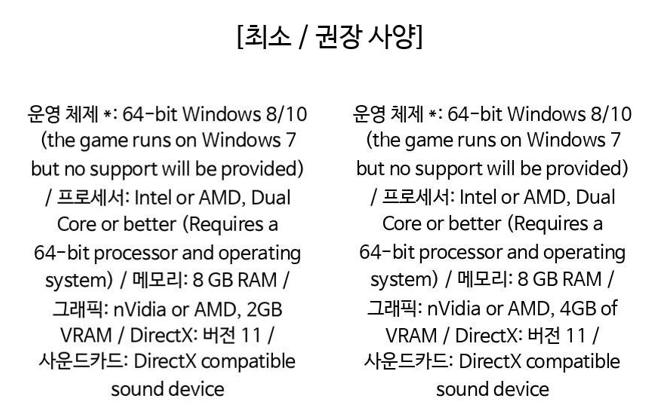 [최소 / 권장 사양]
운영 체제 *: 64-bit Windows 8/10
(the game runs on Windows 7
but no support will be provided)
/ 프로세서: Intel or AMD, Dual
Core or better (Requires a
64-bit processor and operating
system) / 메모리: 8 GB RAM /
그래픽: nVidia or AMD, 2GB
VRAM / DirectX: 버전 11 /
사운드카드: DirectX compatible
sound device
운영 체제 *: 64-bit Windows 8/10
(the game runs on Windows 7
but no support will be provided)
/ 프로세서: Intel or AMD, Dual
Core or better (Requires a
64-bit processor and operating
system) / 메모리: 8 GB RAM /
그래픽: nVidia or AMD, 4GB of
VRAM / DirectX: 버전 11 /
사운드카드: DirectX compatible
sound device